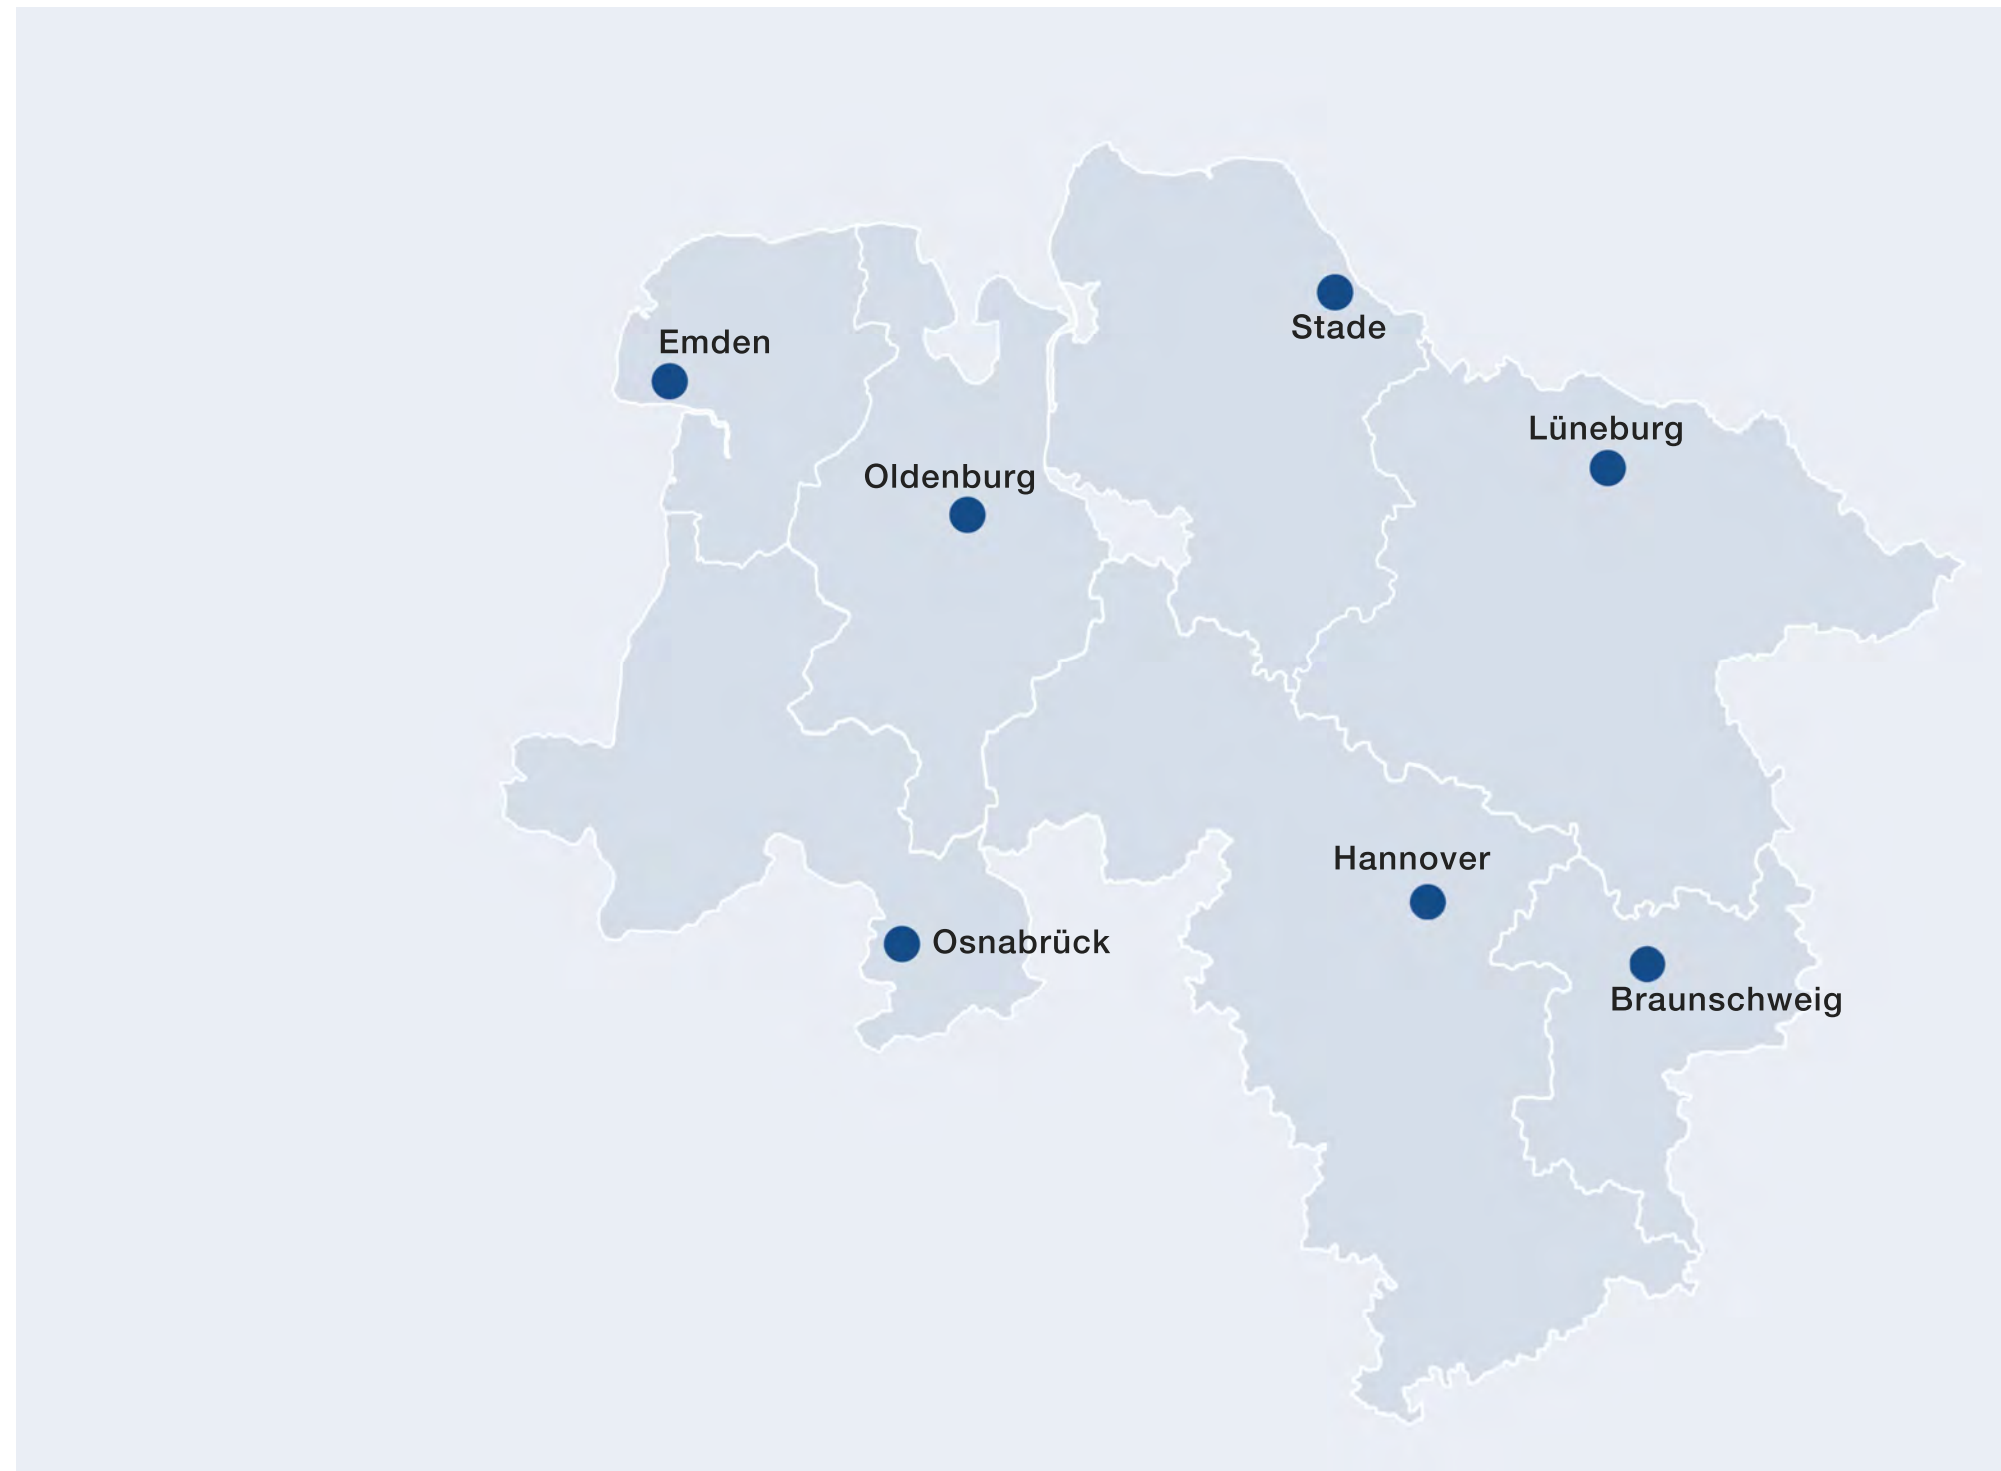 Stade
Emden
Lüneburg
Oldenburg
Hannover
Osnabrück
Braunschweig